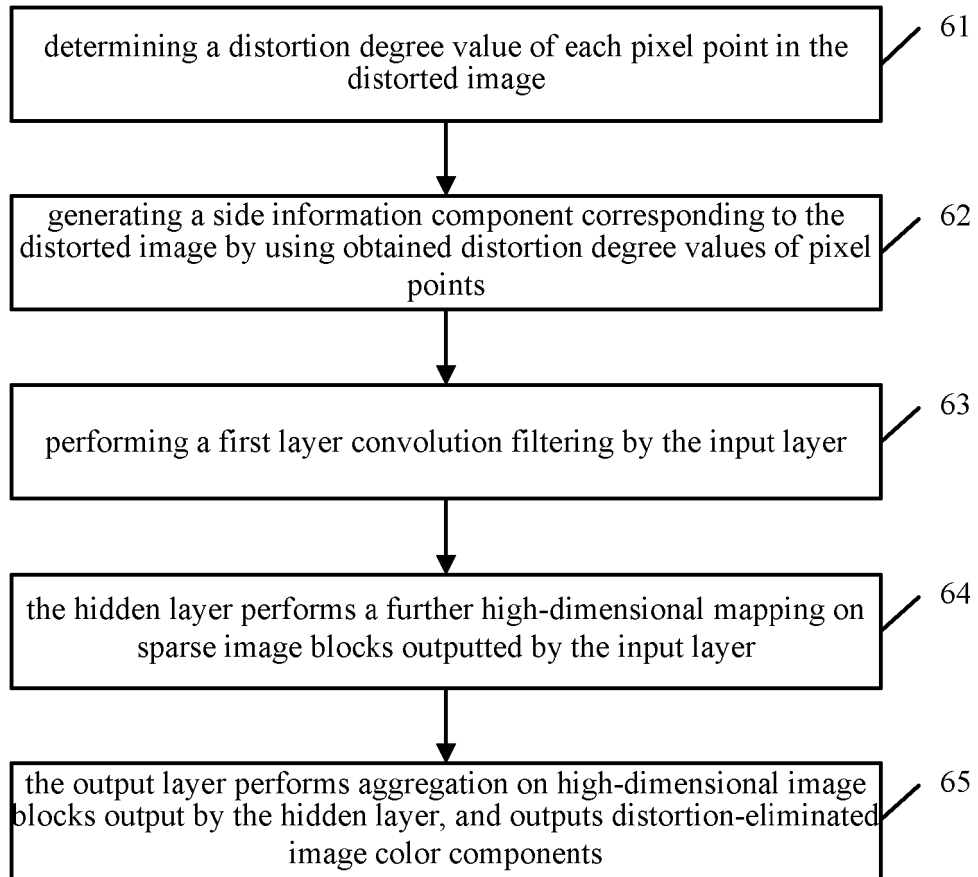 determining a distortion degree value of each pixel point in the
distorted image
61
generating a side information component corresponding to the
distorted image by using obtained distortion degree values of pixel
points
62
performing a first layer convolution filtering by the input layer
63
the hidden layer performs a further high-dimensional mapping on
sparse image blocks outputted by the input layer
64
the output layer performs aggregation on high-dimensional image
blocks output by the hidden layer, and outputs distortion-eliminated
image color components
65